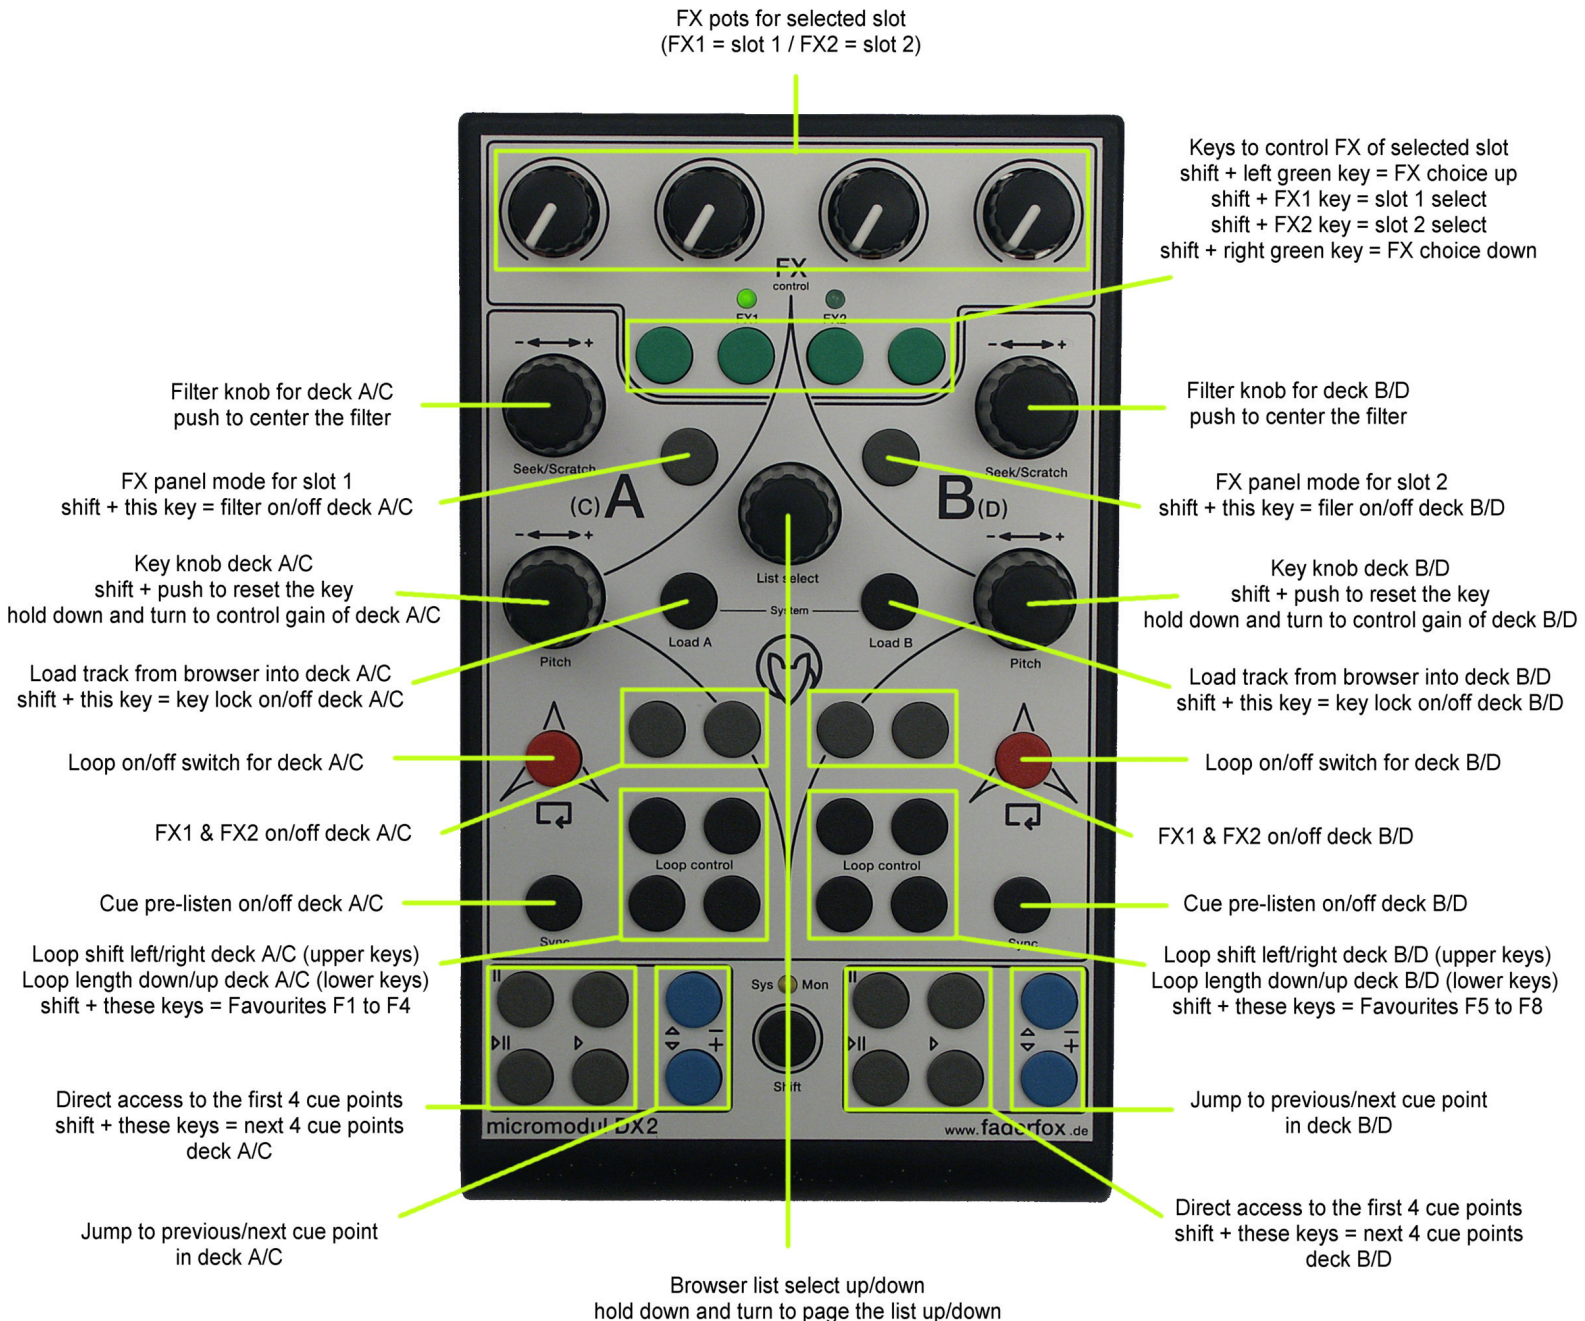 FX pots for selected slot
(FX1 = slot 1 / FX2 = slot 2)
Keys to control FX of selected slot
shift + left green key = FX choice up
shift + FX1 key = slot 1 select
shift + FX2 key = slot 2 select
shift + right green key = FX choice down
FX
control
FX1
FX2
- +
- +
Filter knob for deck A/C
push to center the filter
Filter knob for deck B/D
push to center the filter
Seek/Scratch
Seek/Scratch
FX panel mode for slot 1
shift + this key = filter on/off deck A/C
(C) A
B (D)
FX panel mode for slot 2
shift + this key = filer on/off deck B/D
- +
- +
Key knob deck A/C
shift + push to reset the key
hold down and turn to control gain of deck A/C
List select
System
Load A
Load B
Key knob deck B/D
shift + push to reset the key
hold down and turn to control gain of deck B/D
Pitch
Pitch
Load track from browser into deck A/C
shift + this key = key lock on/off deck A/C
Load track from browser into deck B/D
shift + this key = key lock on/off deck B/D
Loop on/off switch for deck A/C
Loop on/off switch for deck B/D
FX1 & FX2 on/off deck A/C
FX1 & FX2 on/off deck B/D
Loop control
Loop control
Cue pre-listen on/off deck A/C
Cue pre-listen on/off deck B/D
Sync
Sync
Loop shift left/right deck A/C (upper keys)
Loop length down/up deck A/C (lower keys)
shift + these keys = Favourites F1 to F4
Loop shift left/right deck B/D (upper keys)
Loop length down/up deck B/D (lower keys)
shift + these keys = Favourites F5 to F8
Sys Mon
Shift
Direct access to the first 4 cue points
shift + these keys = next 4 cue points
deck A/C
Jump to previous/next cue point
in deck B/D
micromodul DX2
www.faderfox.de
Jump to previous/next cue point
in deck A/C
Direct access to the first 4 cue points
shift + these keys = next 4 cue points
deck B/D
Browser list select up/down
hold down and turn to page the list up/down